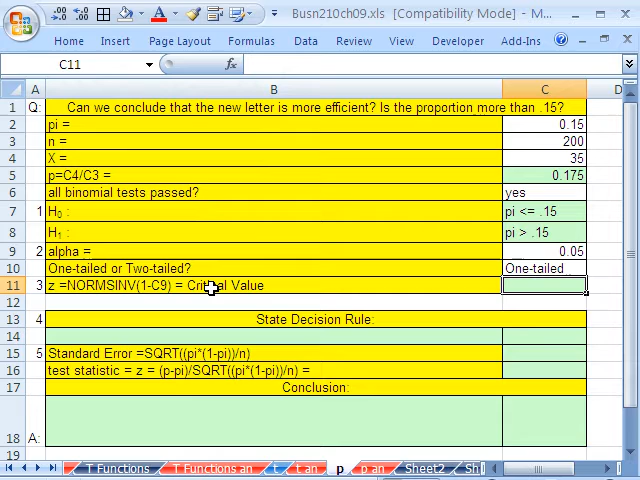 Busn210ch09.xls [Compatibility Mode] - M...
Home Insert Page Layout Formulas Data Review View Developer Add-Ins
C11 fx
A B C D
1 Q: Can we conclude that the new letter is more efficient? Is the proportion more than .15?
2 pi = 0.15
3 n = 200
4 X = 35
5 p=C4/C3 = 0.175
6 all binomial tests passed? yes
7 1 H0 : pi <= .15
8 H1 : pi > .15
9 2 alpha = 0.05
10 One-tailed or Two-tailed? One-tailed
11 3 z =NORMSINV(1-C9) = Critical Value
12
13 4 State Decision Rule:
14
15 5 Standard Error =SQRT((pi*(1-pi))/n)
16 test statistic = z = (p-pi)/SQRT((pi*(1-pi))/n) =
17 Conclusion:
18 A:
19
T Functions T Functions an t t an p p an Sheet2 Sh